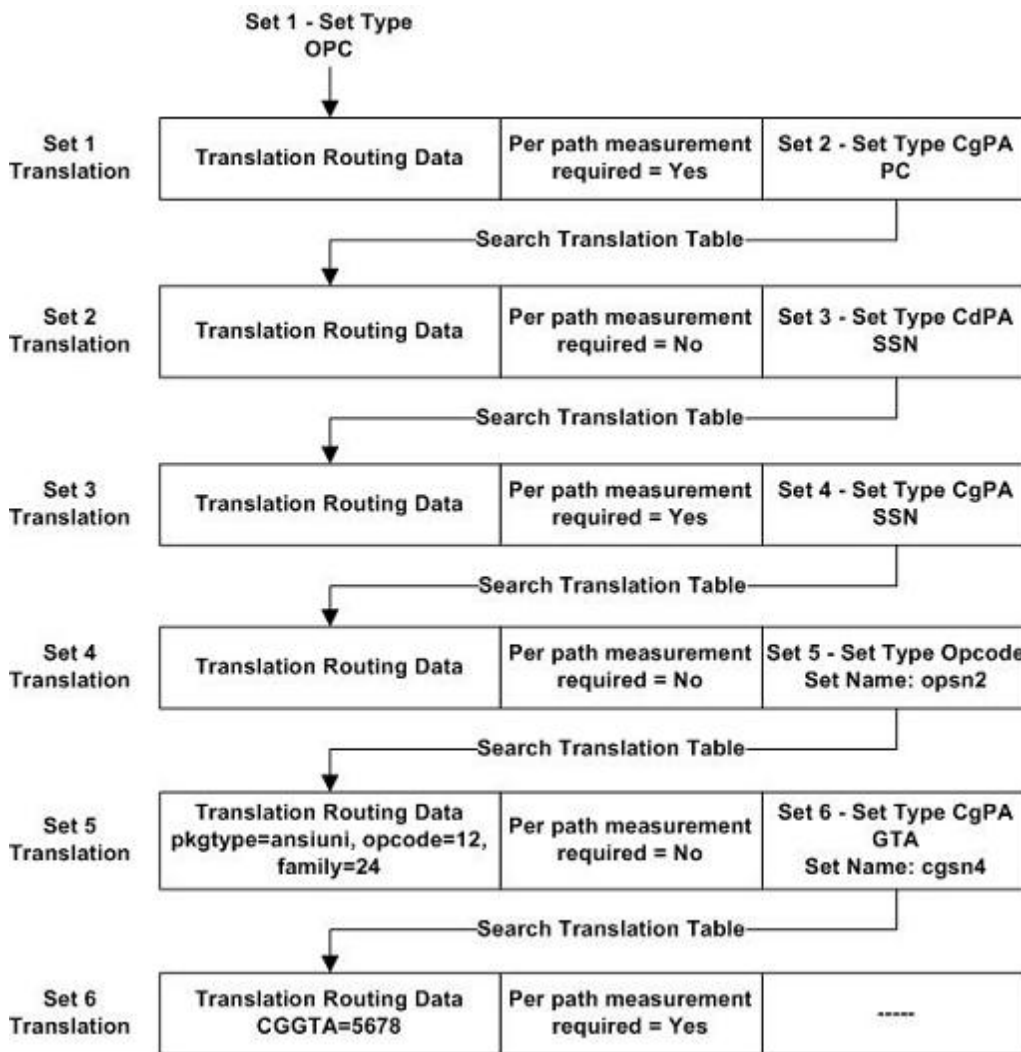 Set 1 - Set Type
OPC
Set 1
Translation
Translation Routing Data
Per path measurement
required = Yes
Set 2 - Set Type CgPA
PC
Search Translation Table
Set 2
Translation
Translation Routing Data
Per path measurement
required = No
Set 3 - Set Type CdPA
SSN
Search Translation Table
Set 3
Translation
Translation Routing Data
Per path measurement
required = Yes
Set 4 - Set Type CgPA
SSN
Search Translation Table
Set 4
Translation
Translation Routing Data
Per path measurement
required = No
Set 5 - Set Type Opcode
Set Name: opsn2
Search Translation Table
Set 5
Translation
Translation Routing Data
pkgtype=ansiuni, opcode=12,
family=24
Per path measurement
required = No
Set 6 - Set Type CgPA
GTA
Set Name: cgsn4
Search Translation Table
Set 6
Translation
Translation Routing Data
CGGTA=5678
Per path measurement
required = Yes
-----